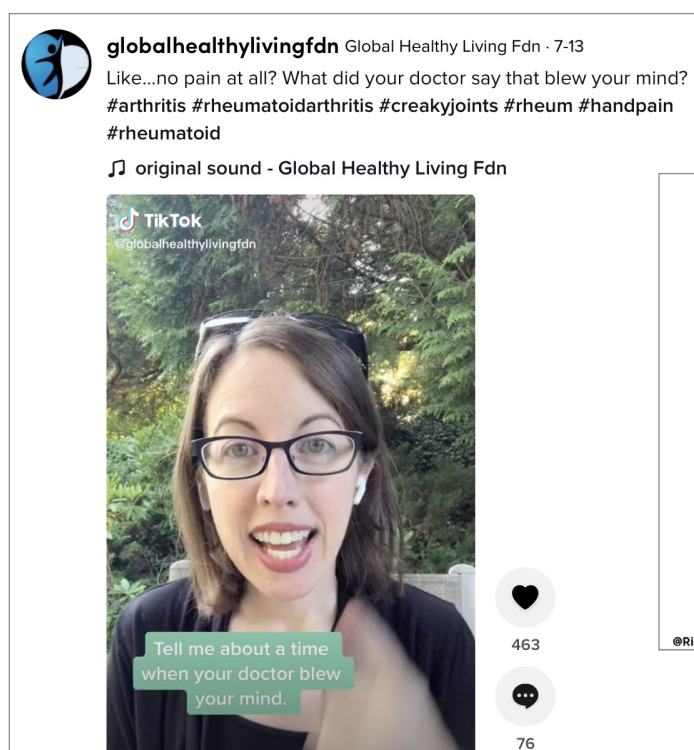 globalhealthylivingfdn Global Healthy Living Fdn · 7-13
Like...no pain at all? What did your doctor say that blew your mind?
#arthritis #rheumatoidarthritis #creakyjoints #rheum #handpain
#rheumatoid
original sound - Global Healthy Living Fdn
TikTok
@globalhealthylivingfdn
Tell me about a time
when your doctor blew
your mind.
463
76